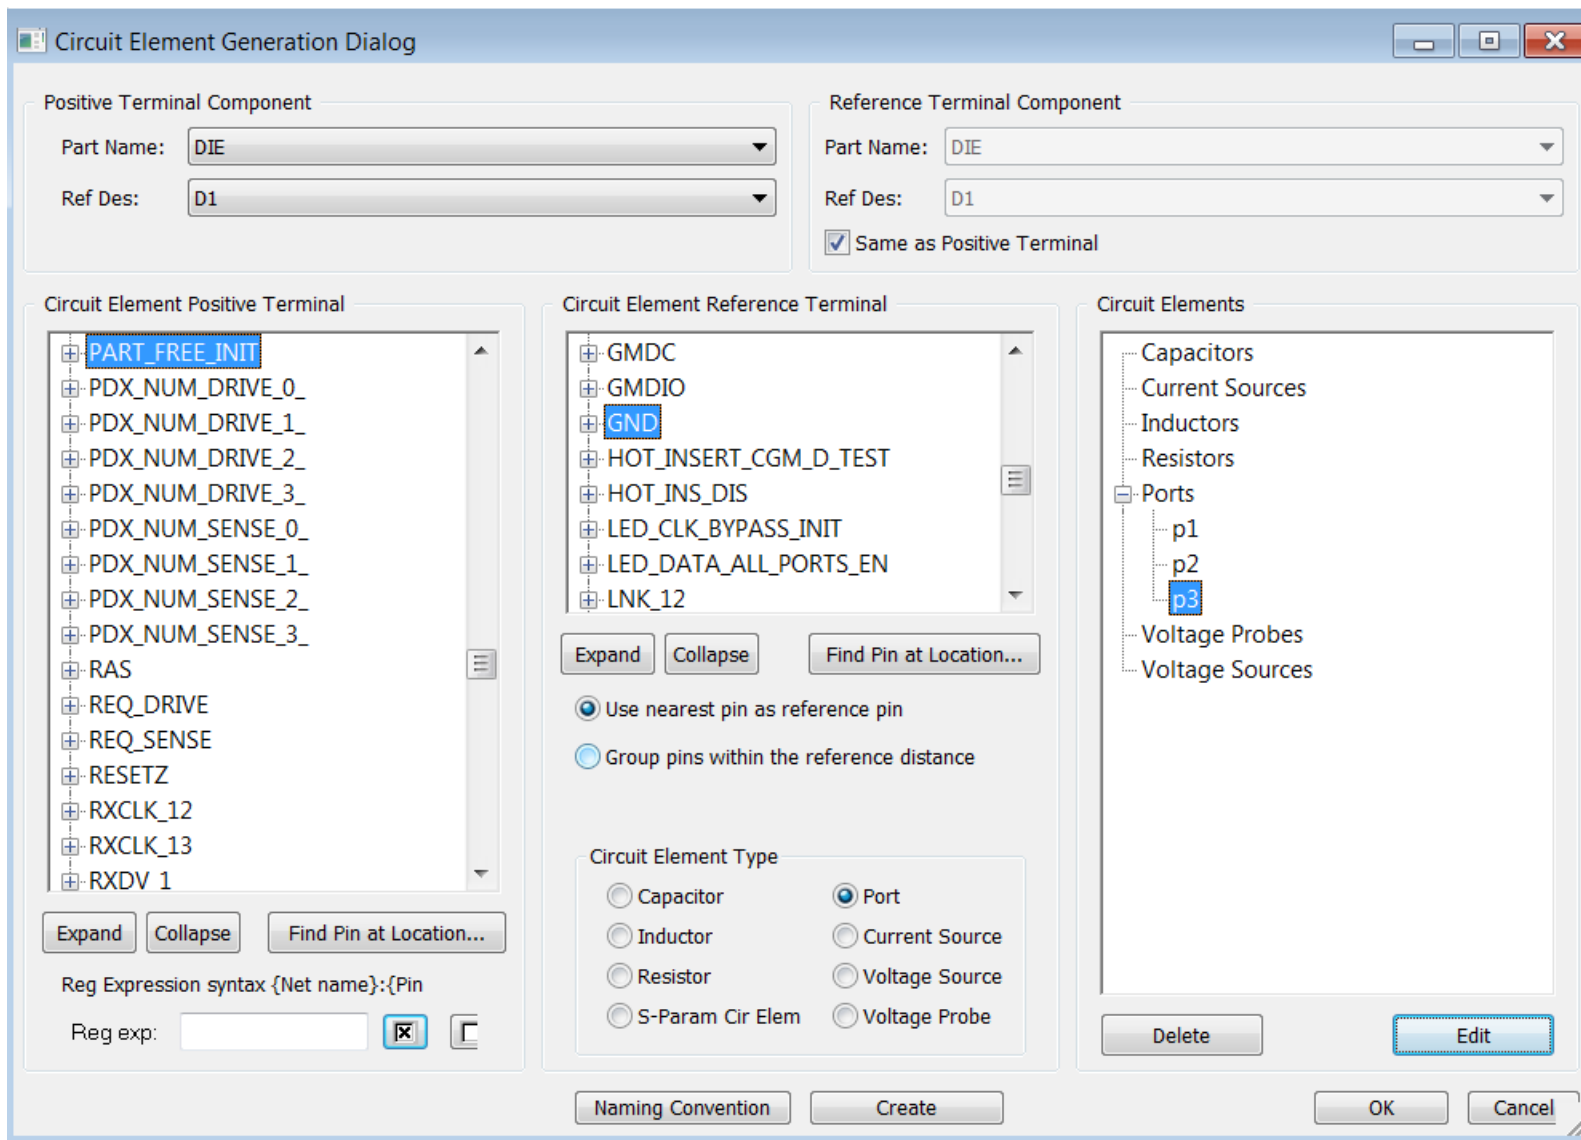 Circuit Element Generation Dialog
Positive Terminal Component
Part Name: DIE
Ref Des: D1
Reference Terminal Component
Part Name: DIE
Ref Des: D1
Same as Positive Terminal
Circuit Element Positive Terminal
PART_FREE_INIT
PDX_NUM_DRIVE_0_
PDX_NUM_DRIVE_1_
PDX_NUM_DRIVE_2_
PDX_NUM_DRIVE_3_
PDX_NUM_SENSE_0_
PDX_NUM_SENSE_1_
PDX_NUM_SENSE_2_
PDX_NUM_SENSE_3_
RAS
REQ_DRIVE
REQ_SENSE
RESETZ
RXCLK_12
RXCLK_13
RXDV_1
Expand Collapse Find Pin at Location...
Reg Expression syntax {Net name}:{Pin
Reg exp:
Circuit Element Reference Terminal
GMDC
GMDIO
GND
HOT_INSERT_CGM_D_TEST
HOT_INS_DIS
LED_CLK_BYPASS_INIT
LED_DATA_ALL_PORTS_EN
LNK_12
Expand Collapse Find Pin at Location...
Use nearest pin as reference pin
Group pins within the reference distance
Circuit Element Type
Capacitor Port
Inductor Current Source
Resistor Voltage Source
S-Param Cir Elem Voltage Probe
Circuit Elements
Capacitors
Current Sources
Inductors
Resistors
Ports
p1
p2
p3
Voltage Probes
Voltage Sources
Delete Edit
Naming Convention Create OK Cancel